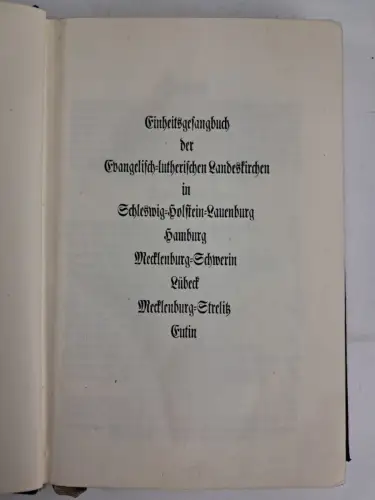 Einheitsgesangbuch
der
Evangelisch-lutherischen Landeskirchen
in
Schleswig-Holstein-Lauenburg
Hamburg
Mecklenburg-Schwerin
Lübeck
Mecklenburg-Strelitz
Eutin